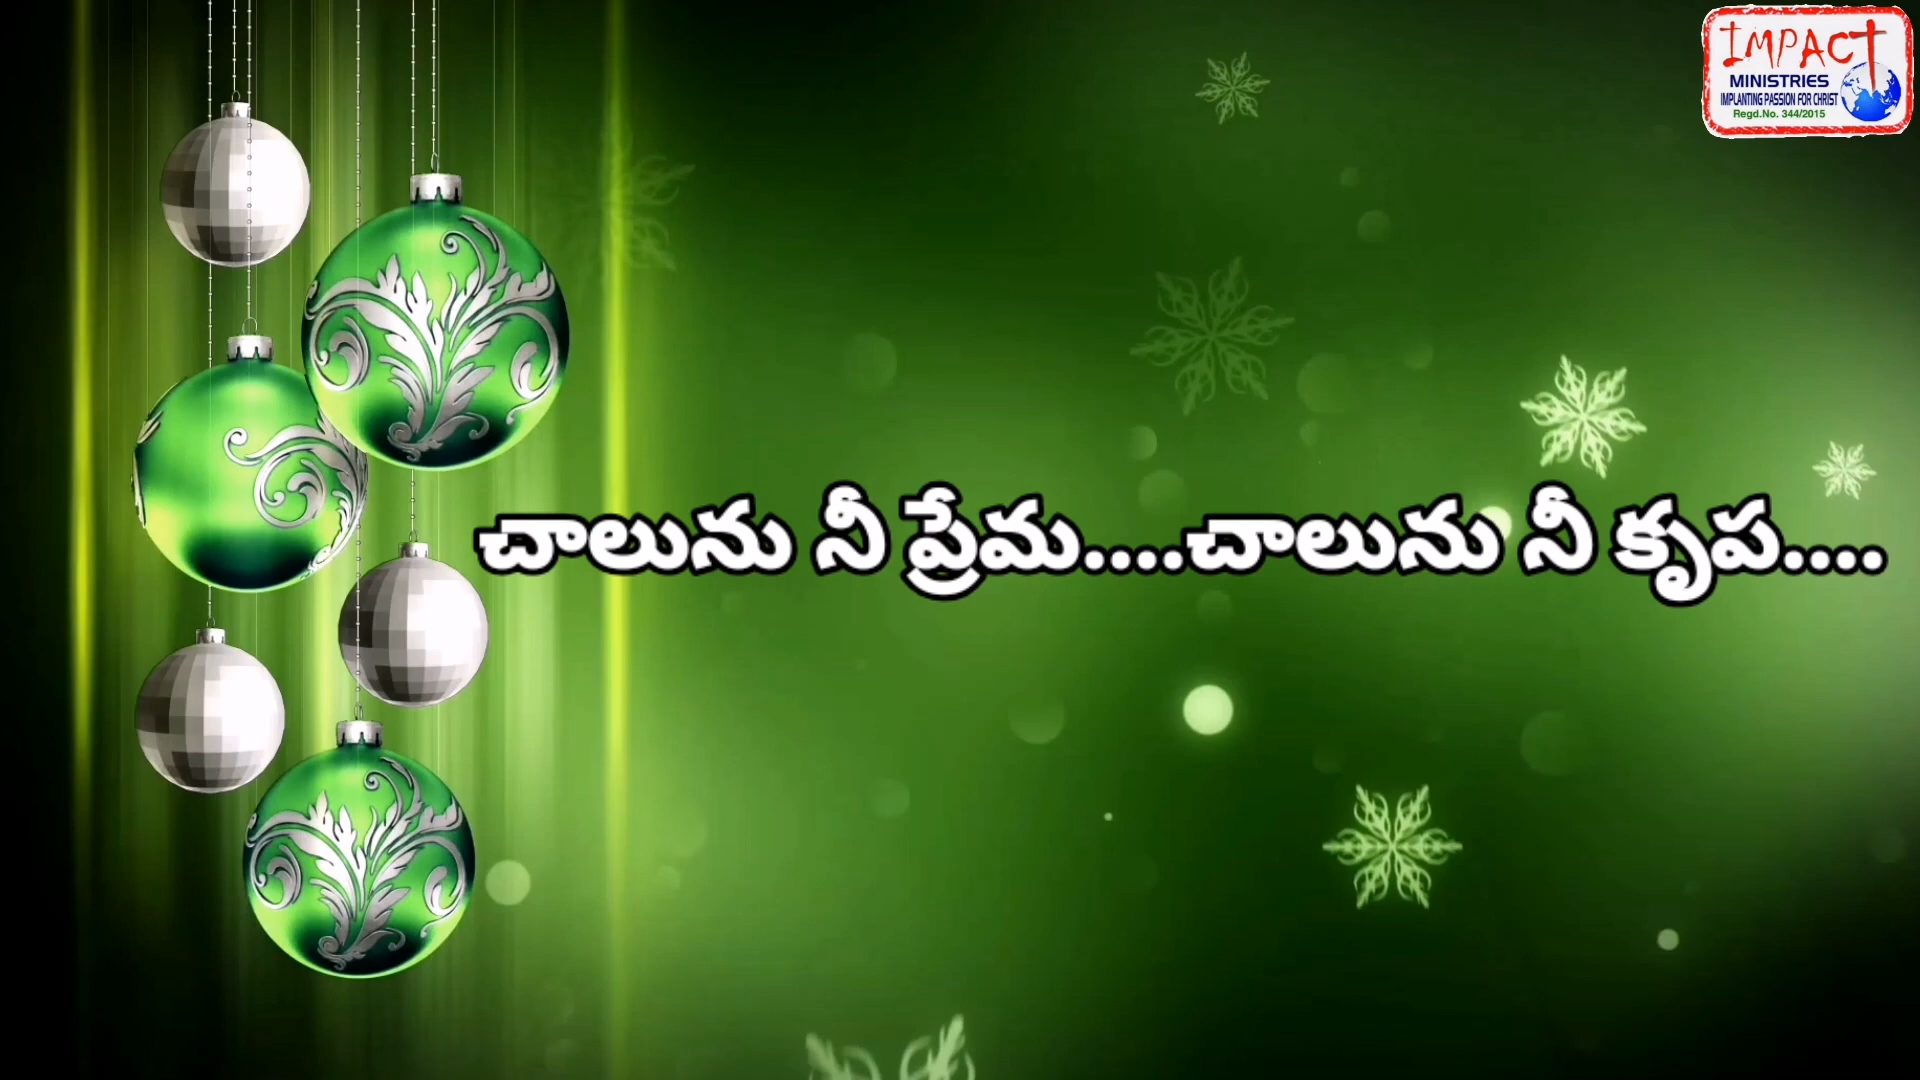 IMPACT
MINISTRIES
IMPLANTING PASSION FOR CHRIST
Regd.No. 344/2015
చాలును నీ ప్రేమ....చాలును నీ కృప....